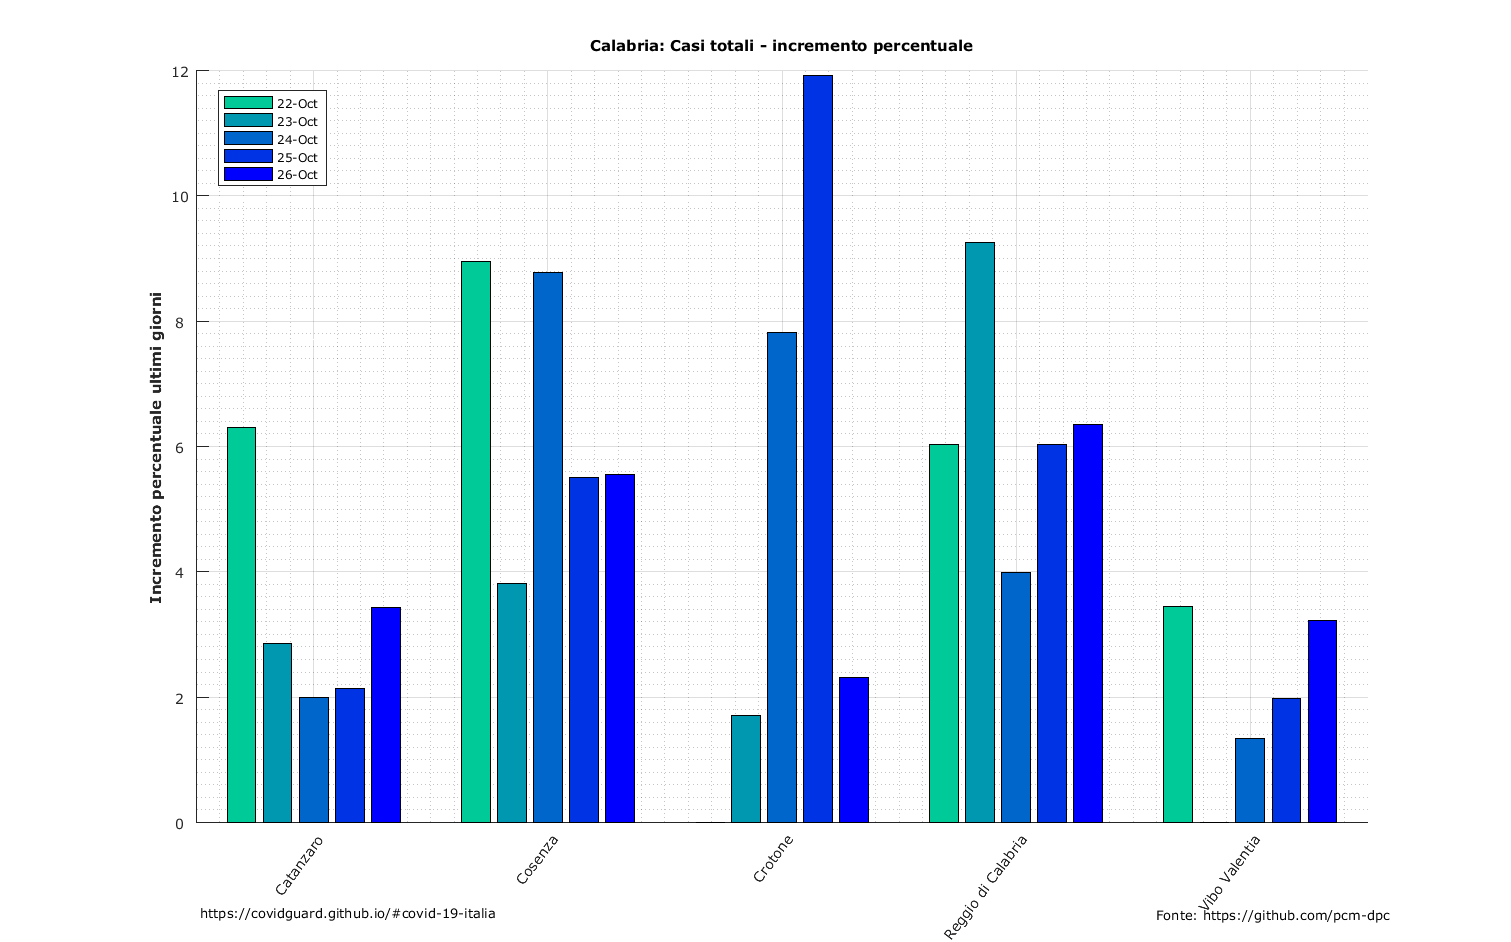 Calabria: Casi totali - incremento percentuale
Incremento percentuale ultimi giorni
12
10
8
6
4
2
0
22-Oct
23-Oct
24-Oct
25-Oct
26-Oct
Catanzaro
Cosenza
Crotone
Reggio di Calabria
Vibo Valentia
https://covidguard.github.io/#covid-19-italia
Fonte: https://github.com/pcm-dpc